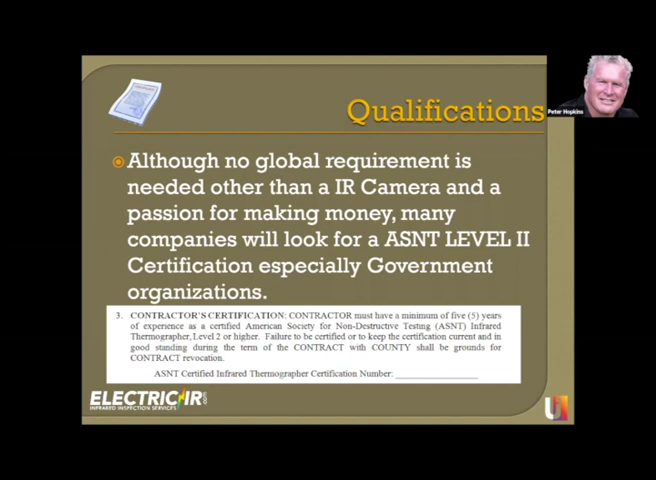 Qualifications
Peter Hopkins
Although no global requirement is
needed other than a IR Camera and a
passion for making money, many
companies will look for a ASNT LEVEL II
Certification especially Government
organizations.
3. CONTRACTOR'S CERTIFICATION: CONTRACTOR must have a minimum of five (5) years
of experience as a certified American Society for Non-Destructive Testing (ASNT) Infrared
Thermographer, Level 2 or higher. Failure to be certified or to keep the certification current and in
good standing during the term of the CONTRACT with COUNTY shall be grounds for
CONTRACT revocation.
ASNT Certified Infrared Thermographer Certification Number: ______________
ELECTRIC IR.com
INFRARED INSPECTION SERVICES
U